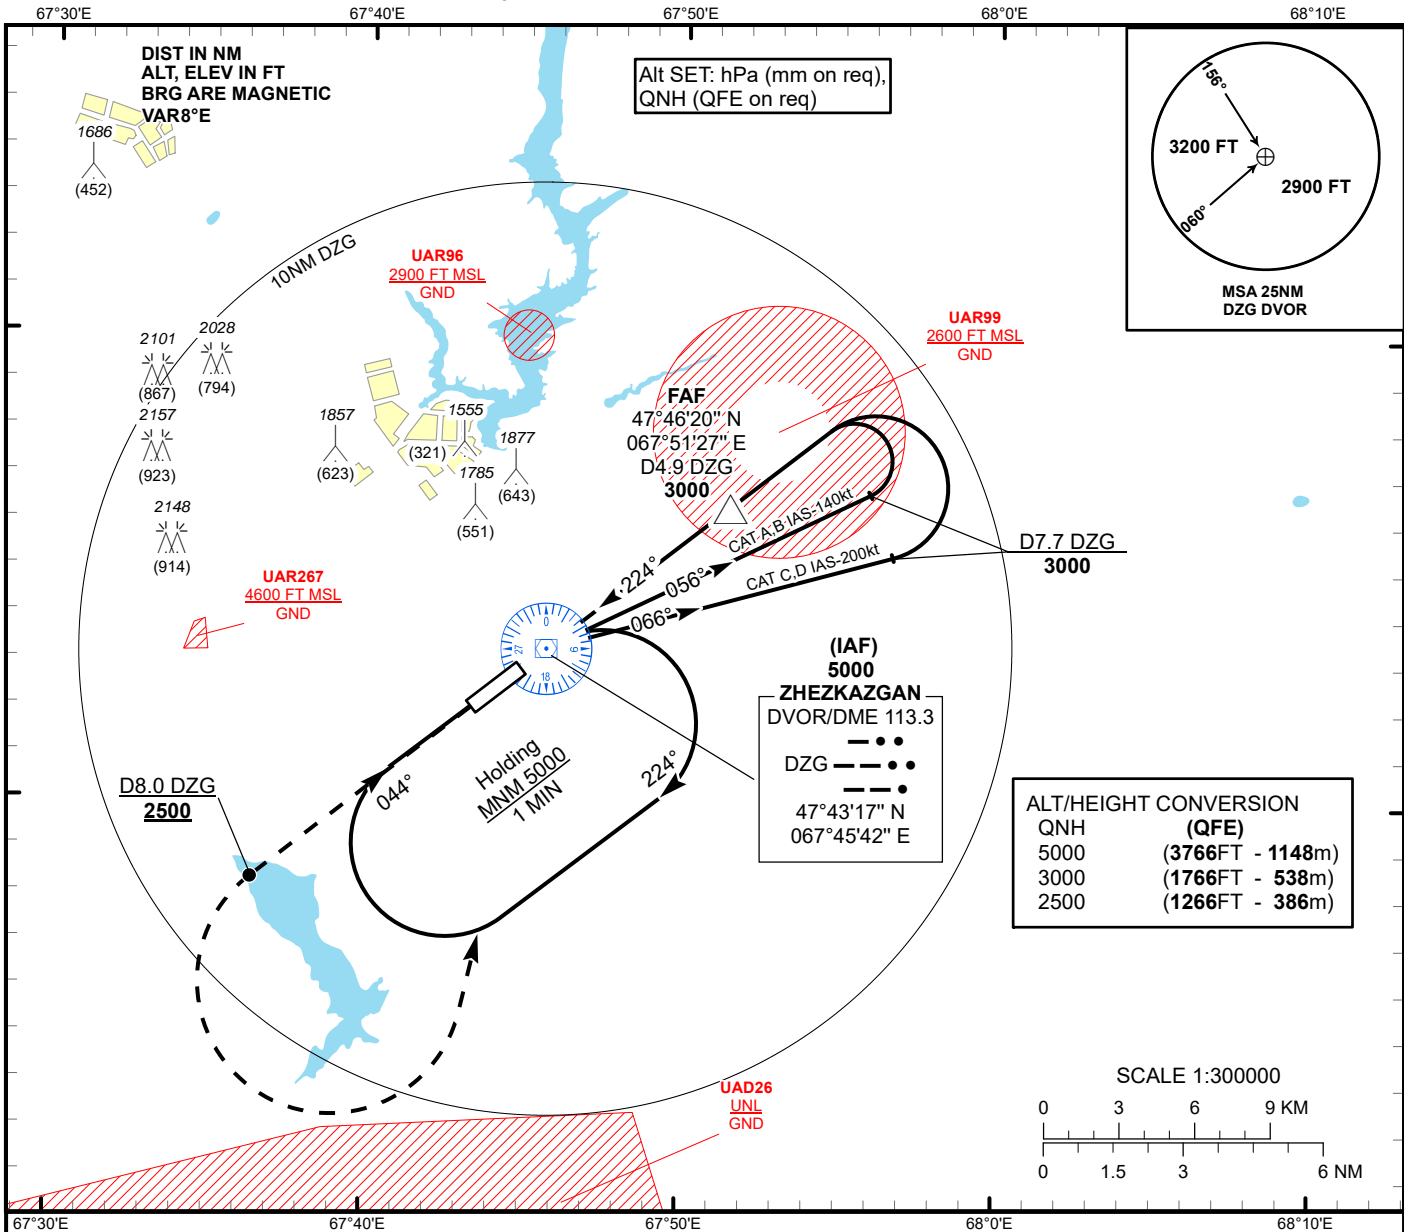 67°30'E
67°40'E
67°50'E
68°0'E
68°10'E
DIST IN NM
ALT, ELEV IN FT
BRG ARE MAGNETIC
VAR8°E
Alt SET: hPa (mm on req),
QNH (QFE on req)
156°
3200 FT
2900 FT
060°
MSA 25NM
DZG DVOR
1686
(452)
10NM DZG
UAR96
2900 FT MSL
GND
UAR99
2600 FT MSL
GND
2101
(867)
2028
(794)
2157
(923)
2148
(914)
1857
(623)
1555
(321)
1877
(643)
1785
(551)
FAF
47°46'20" N
067°51'27" E
D4.9 DZG
3000
CAT A,B IAS-140kt
CAT C,D IAS-200kt
224°
056°
066°
D7.7 DZG
3000
UAR267
4600 FT MSL
GND
0
9
18
27
(IAF)
5000
ZHEZKAZGAN
DVOR/DME 113.3
DZG
47°43'17" N
067°45'42" E
Holding
MNM 5000
1 MIN
224°
044°
D8.0 DZG
2500
ALT/HEIGHT CONVERSION
QNH (QFE)
5000 (3766FT - 1148m)
3000 (1766FT - 538m)
2500 (1266FT - 386m)
UAD26
UNL
GND
SCALE 1:300000
0 3 6 9 KM
0 1.5 3 6 NM
67°30'E
67°40'E
67°50'E
68°0'E
68°10'E